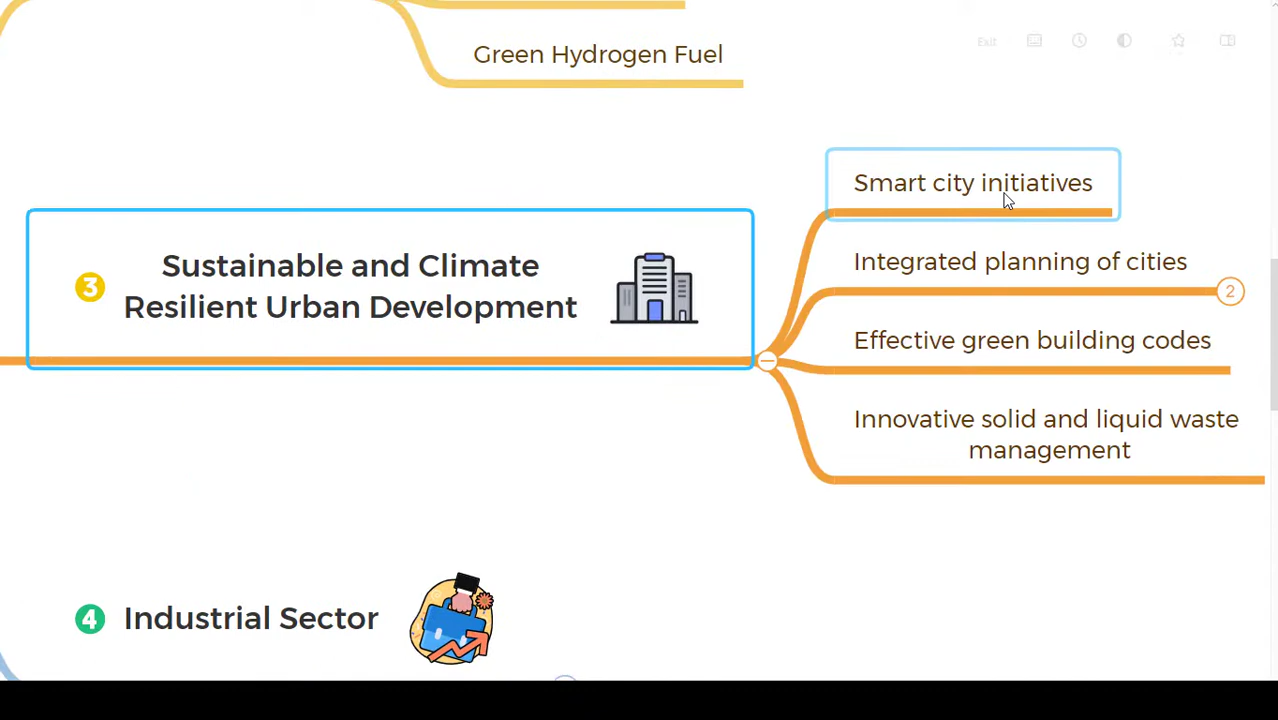 Green Hydrogen Fuel
Exit
Smart city initiatives
3
Sustainable and Climate
Resilient Urban Development
Integrated planning of cities
2
Effective green building codes
Innovative solid and liquid waste
management
4
Industrial Sector